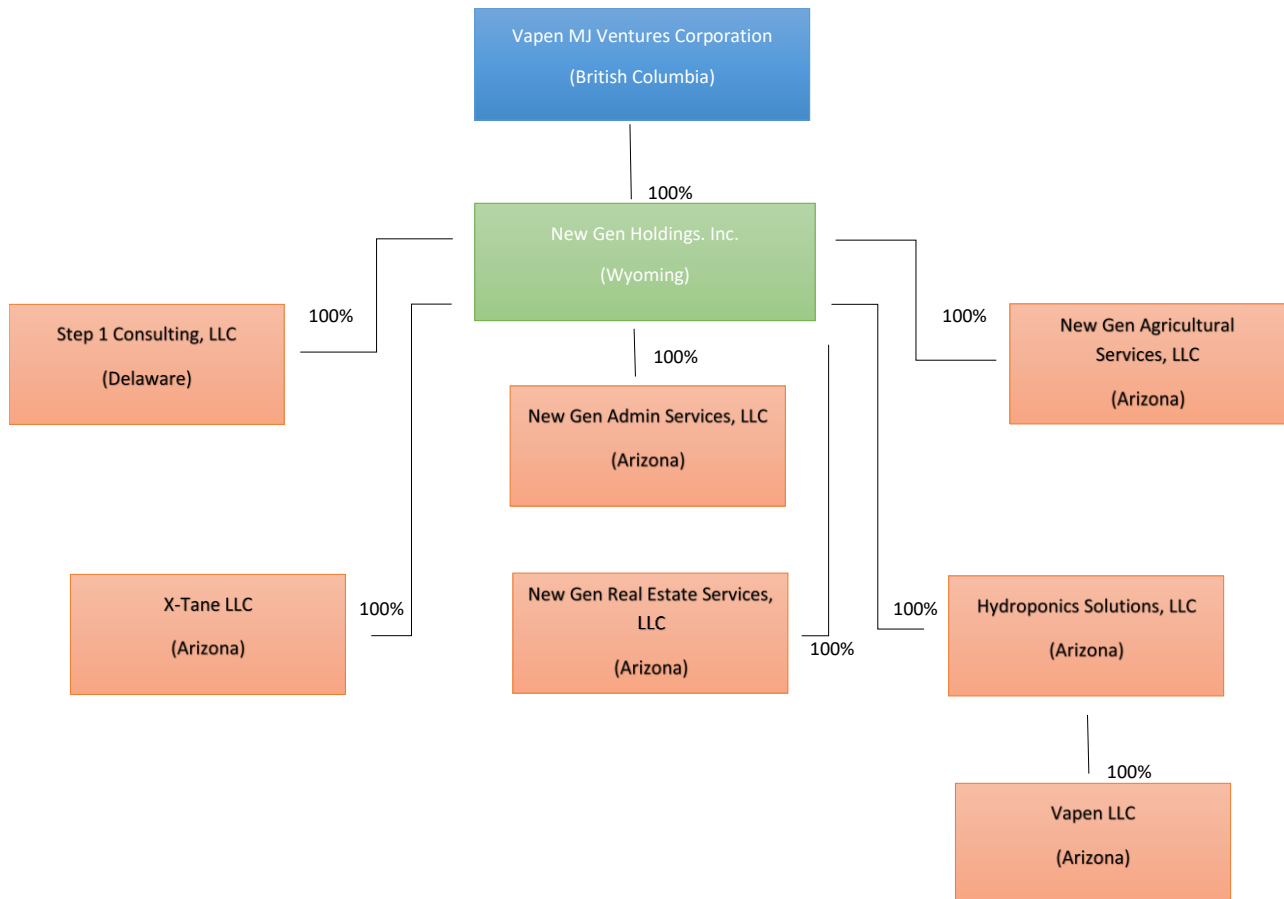 Vapen MJ Ventures Corporation
(British Columbia)
100%
New Gen Holdings. Inc.
(Wyoming)
100%
Step 1 Consulting, LLC
(Delaware)
100%
New Gen Admin Services, LLC
(Arizona)
100%
New Gen Agricultural
Services, LLC
(Arizona)
X-Tane LLC
(Arizona)
100%
New Gen Real Estate Services,
LLC
(Arizona)
100%
100%
Hydroponics Solutions, LLC
(Arizona)
100%
Vapen LLC
(Arizona)